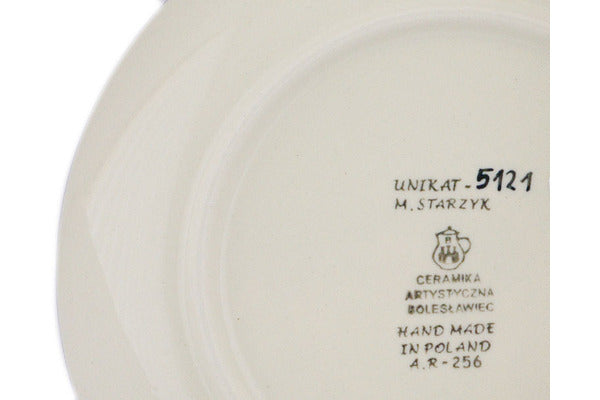 UNIKAT - 5121
M. STARZYK
B
CERAMIKA
ARTYSTYCZNA
BOLESŁAWIEC
HAND MADE
IN POLAND
A.R-256